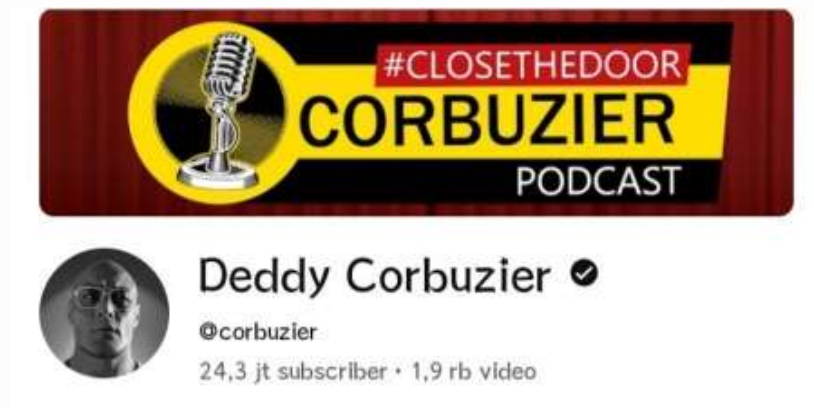 #CLOSETHEDOOR
CORBUZIER
PODCAST
Deddy Corbuzier
@corbuzier
24,3 jt subscriber • 1,9 rb video